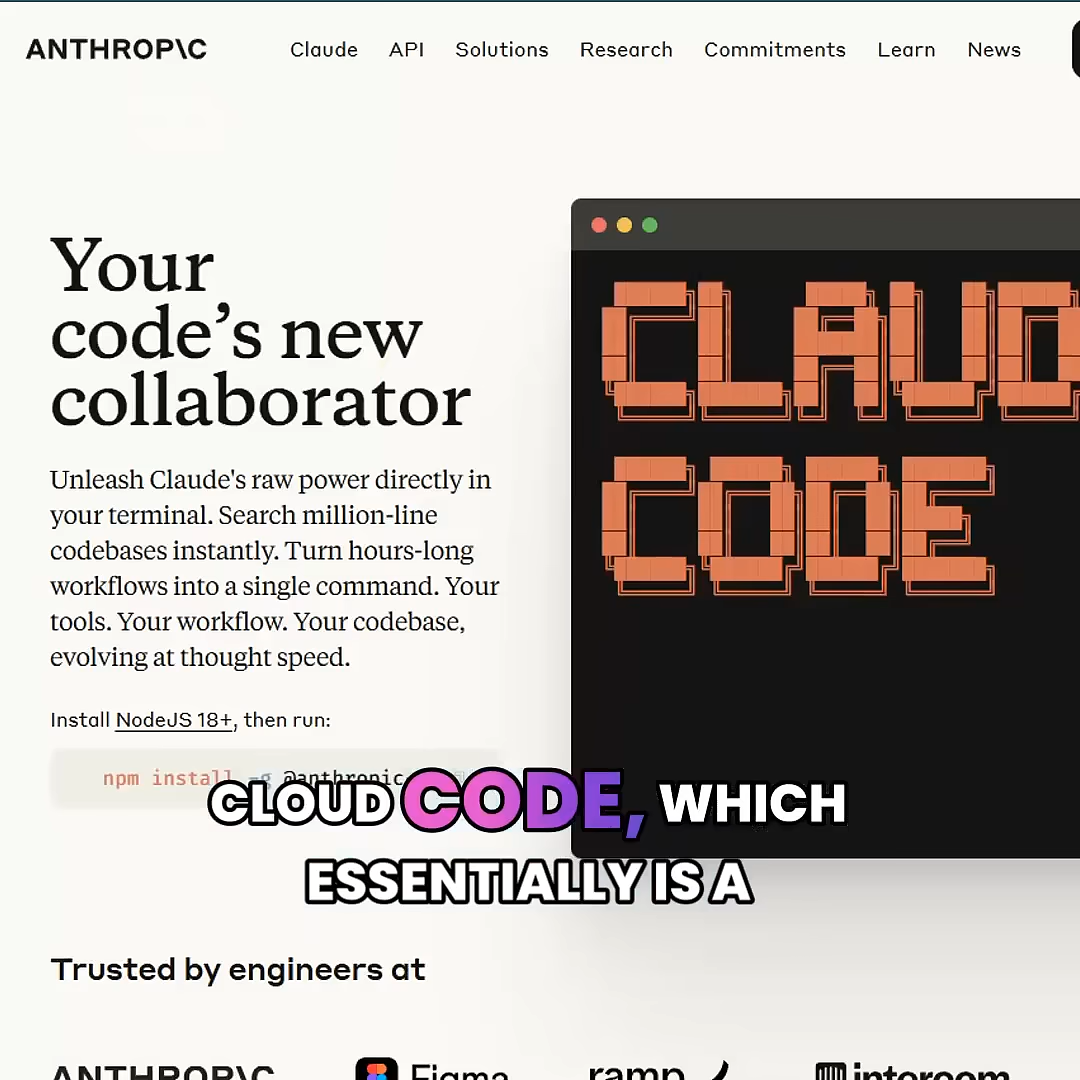 ANTHROP\C
Claude API Solutions Research Commitments Learn News
Your
code’s new
collaborator
Unleash Claude's raw power directly in
your terminal. Search million-line
codebases instantly. Turn hours-long
workflows into a single command. Your
tools. Your workflow. Your codebase,
evolving at thought speed.
Install NodeJS 18+, then run:
npm install -g @anthropic
CLAUD
CODE
CLOUD CODE, WHICH
ESSENTIALLY IS A
Trusted by engineers at
ANTHROP\C Figma ramp intercom